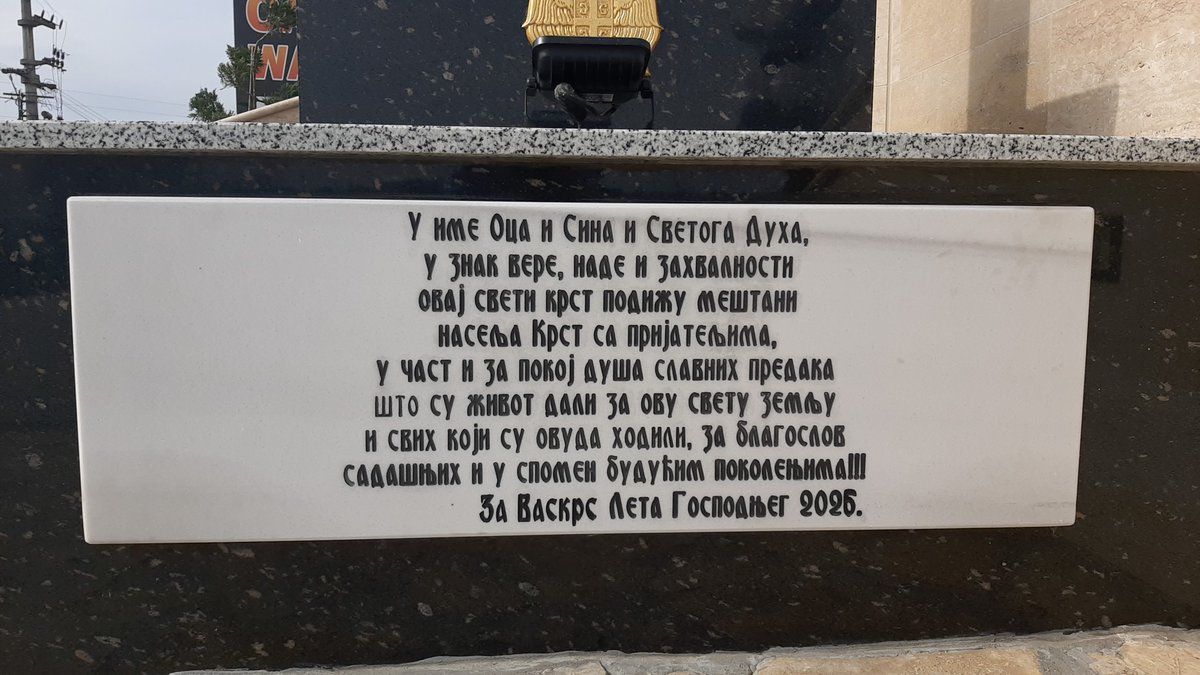 У име Оца и Сина и Светога Духа,
у знак вере, наде и захвалности
овај свети крст подижу мештани
насеља Крст са пријатељима,
у част и за покој душа славних предака
што су живот дали за ову свету земљу
и свих који су овуда ходили, за благослов
садашњих и у спомен будућим поколењима!!!
За Васкрс Лета Господњег 2025.